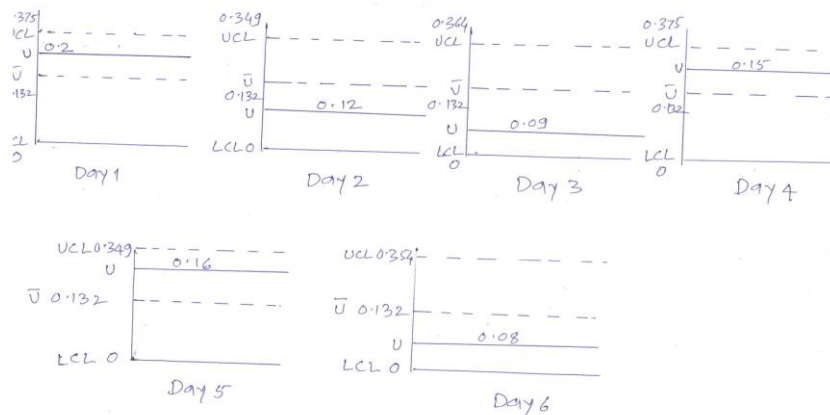 .375
UCL
U 0.2
Ū
.132
CL
0
Day 1
0.349
UCL
Ū
0.132
U 0.12
LCL 0
Day 2
0.364
UCL
Ū
0.132
U 0.09
LCL
0
Day 3
0.375
UCL
U 0.15
Ū
0.132
LCL
0
Day 4
UCL 0.349
U 0.16
Ū 0.132
LCL 0
Day 5
UCL 0.354
Ū 0.132
U 0.08
LCL 0
Day 6